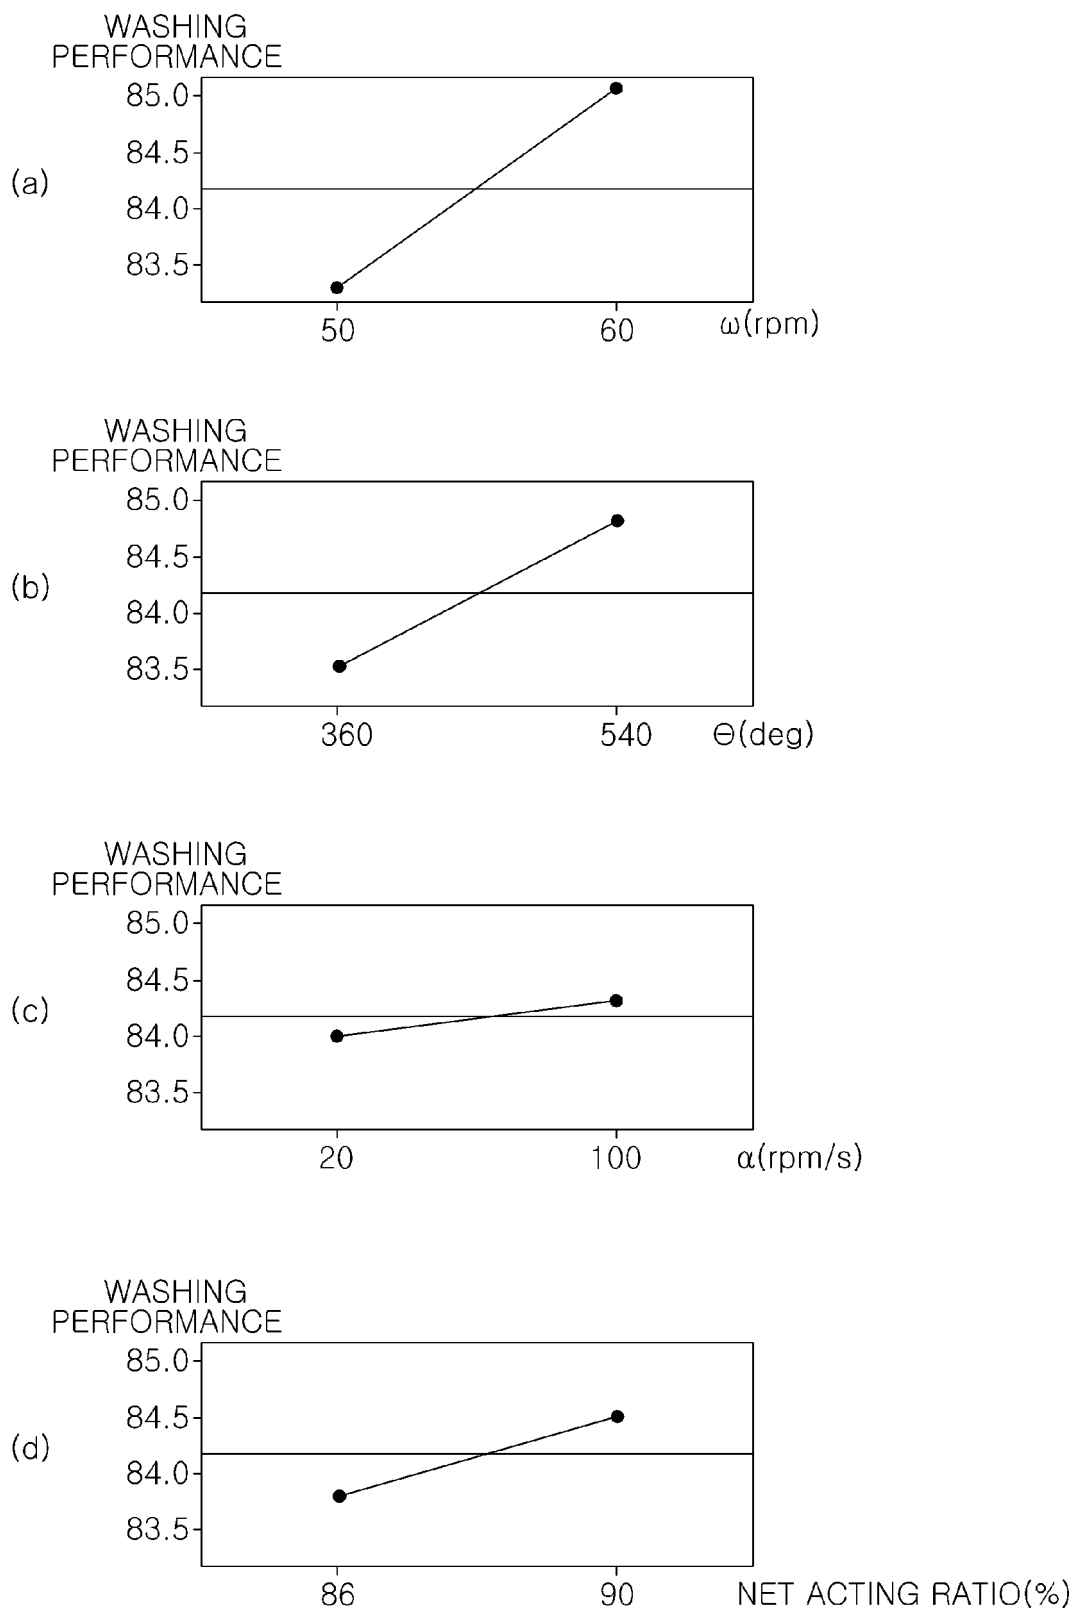 WASHING
PERFORMANCE
85.0
84.5
(a)
84.0
83.5
50 60 ω(rpm)
WASHING
PERFORMANCE
85.0
84.5
(b)
84.0
83.5
360 540 Θ(deg)
WASHING
PERFORMANCE
85.0
84.5
(c)
84.0
83.5
20 100 α(rpm/s)
WASHING
PERFORMANCE
85.0
84.5
(d)
84.0
83.5
86 90 NET ACTING RATIO(%)